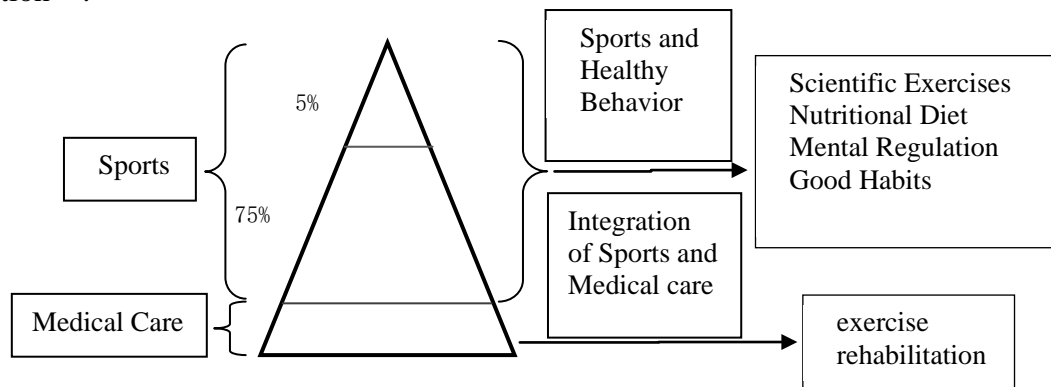 Sports and
Healthy
Behavior
Scientific Exercises
Nutritional Diet
Mental Regulation
Good Habits
5%
Sports
75%
Integration
of Sports and
Medical care
Medical Care
exercise
rehabilitation